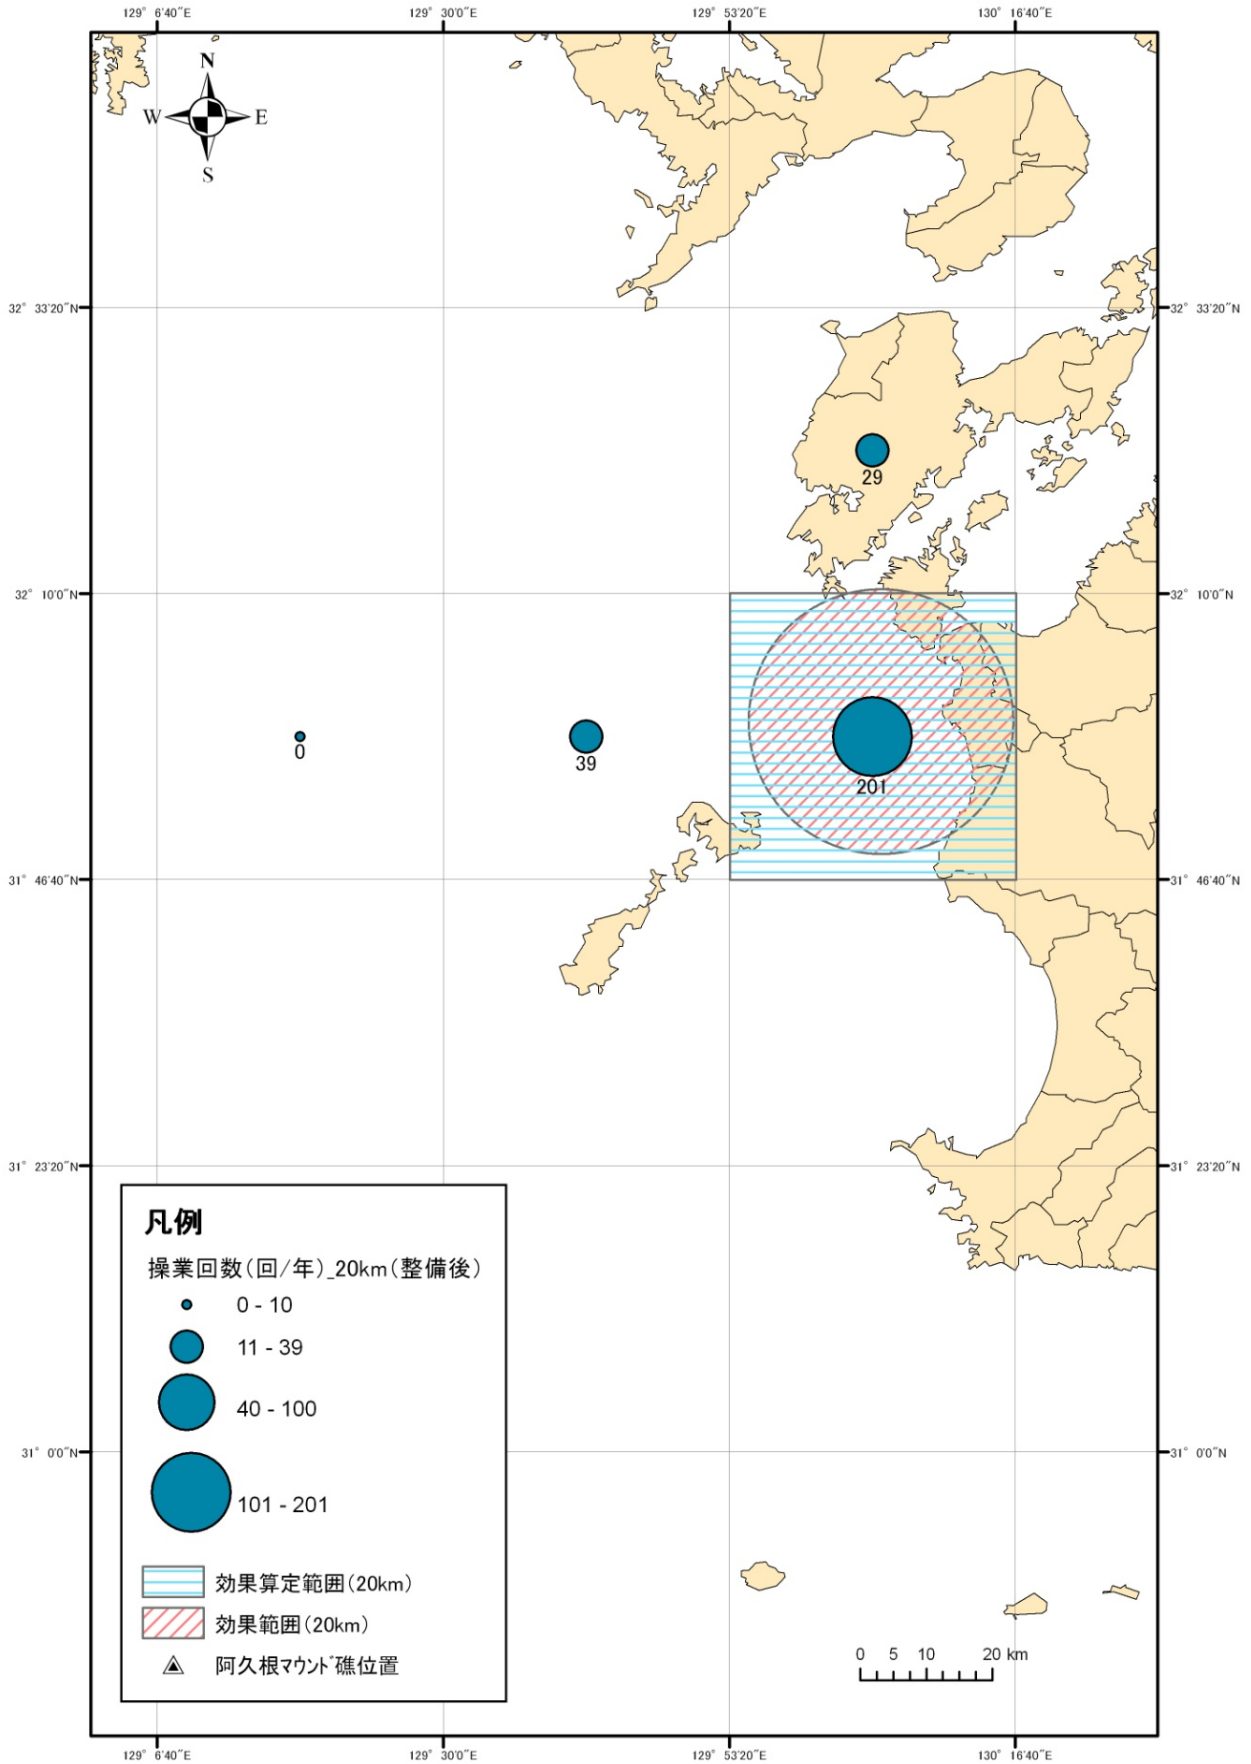 129° 6'40"E
129° 30'0"E
129° 53'20"E
130° 16'40"E
N
W
E
S
32° 33'20"N
32° 33'20"N
29
32° 10'0"N
32° 10'0"N
0
39
201
31° 46'40"N
31° 46'40"N
31° 23'20"N
31° 23'20"N
凡例
操業回数(回/年)_20km(整備後)
0 - 10
11 - 39
40 - 100
101 - 201
効果算定範囲(20km)
効果範囲(20km)
阿久根マウンド礁位置
31° 0'0"N
31° 0'0"N
0 5 10 20 km
129° 6'40"E
129° 30'0"E
129° 53'20"E
130° 16'40"E